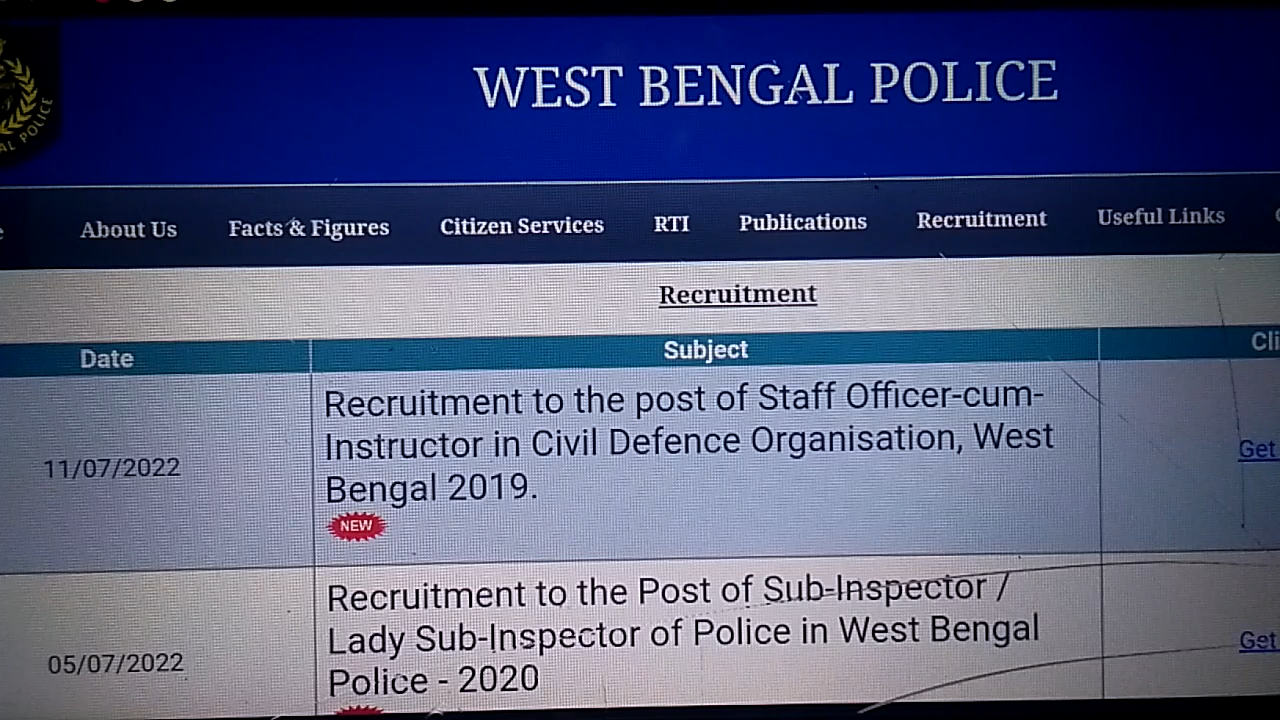 WEST BENGAL POLICE
AL POLICE
About Us Facts & Figures Citizen Services RTI Publications Recruitment Useful Links
Recruitment
Date Subject
Recruitment to the post of Staff Officer-cum-
Instructor in Civil Defence Organisation, West
Bengal 2019.
11/07/2022 Get
NEW
Recruitment to the Post of Sub-Inspector /
Lady Sub-Inspector of Police in West Bengal
Police - 2020
05/07/2022 Get